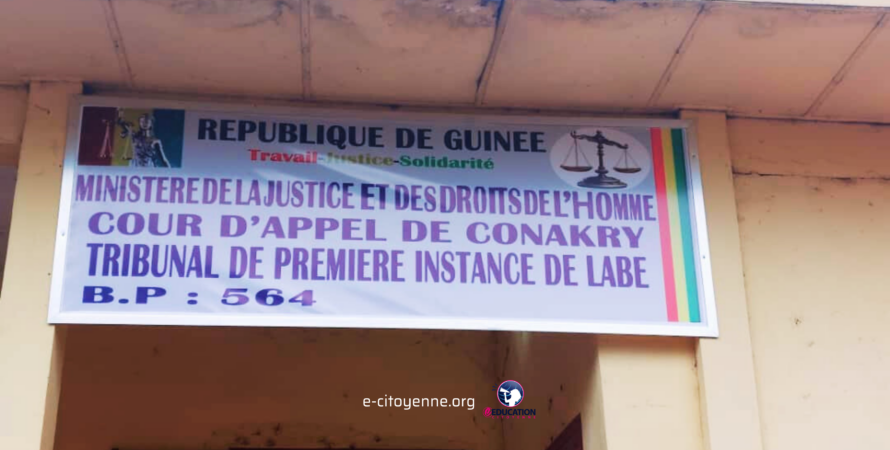 REPUBLIQUE DE GUINEE
Travail-Justice-Solidarité
MINISTERE DE LA JUSTICE ET DES DROITS DE L'HOMME
COUR D'APPEL DE CONAKRY
TRIBUNAL DE PREMIERE INSTANCE DE LABE
B.P : 564
e-citoyenne.org
EDUCATION